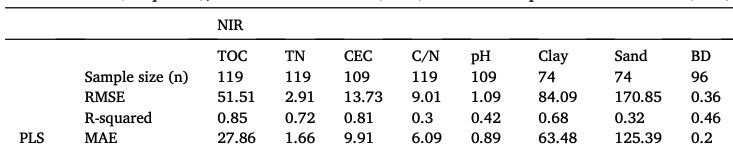 NIR
TOC TN CEC C/N pH Clay Sand BD
Sample size (n) 119 119 109 119 109 74 74 96
RMSE 51.51 2.91 13.73 9.01 1.09 84.09 170.85 0.36
R-squared 0.85 0.72 0.81 0.3 0.42 0.68 0.32 0.46
PLS MAE 27.86 1.66 9.91 6.09 0.89 63.48 125.39 0.2